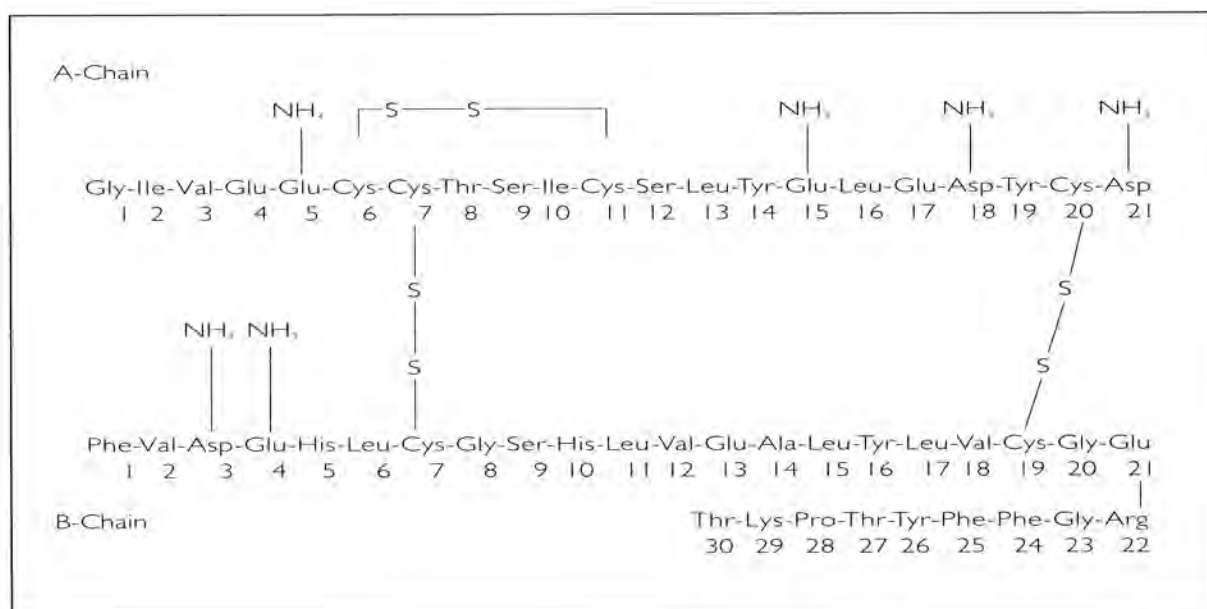 A-Chain
NH₂ S S NH₂ NH₂ NH₂
Gly-Ile-Val-Glu-Glu-Cys-Cys-Thr-Ser-Ile-Cys-Ser-Leu-Tyr-Glu-Leu-Glu-Asp-Tyr-Cys-Asp
1 2 3 4 5 6 7 8 9 10 11 12 13 14 15 16 17 18 19 20 21
S S
NH₂ NH₂
S S
Phe-Val-Asp-Glu-His-Leu-Cys-Gly-Ser-His-Leu-Val-Glu-Ala-Leu-Tyr-Leu-Val-Cys-Gly-Glu
1 2 3 4 5 6 7 8 9 10 11 12 13 14 15 16 17 18 19 20 21
B-Chain Thr-Lys-Pro-Thr-Tyr-Phe-Phe-Gly-Arg
30 29 28 27 26 25 24 23 22